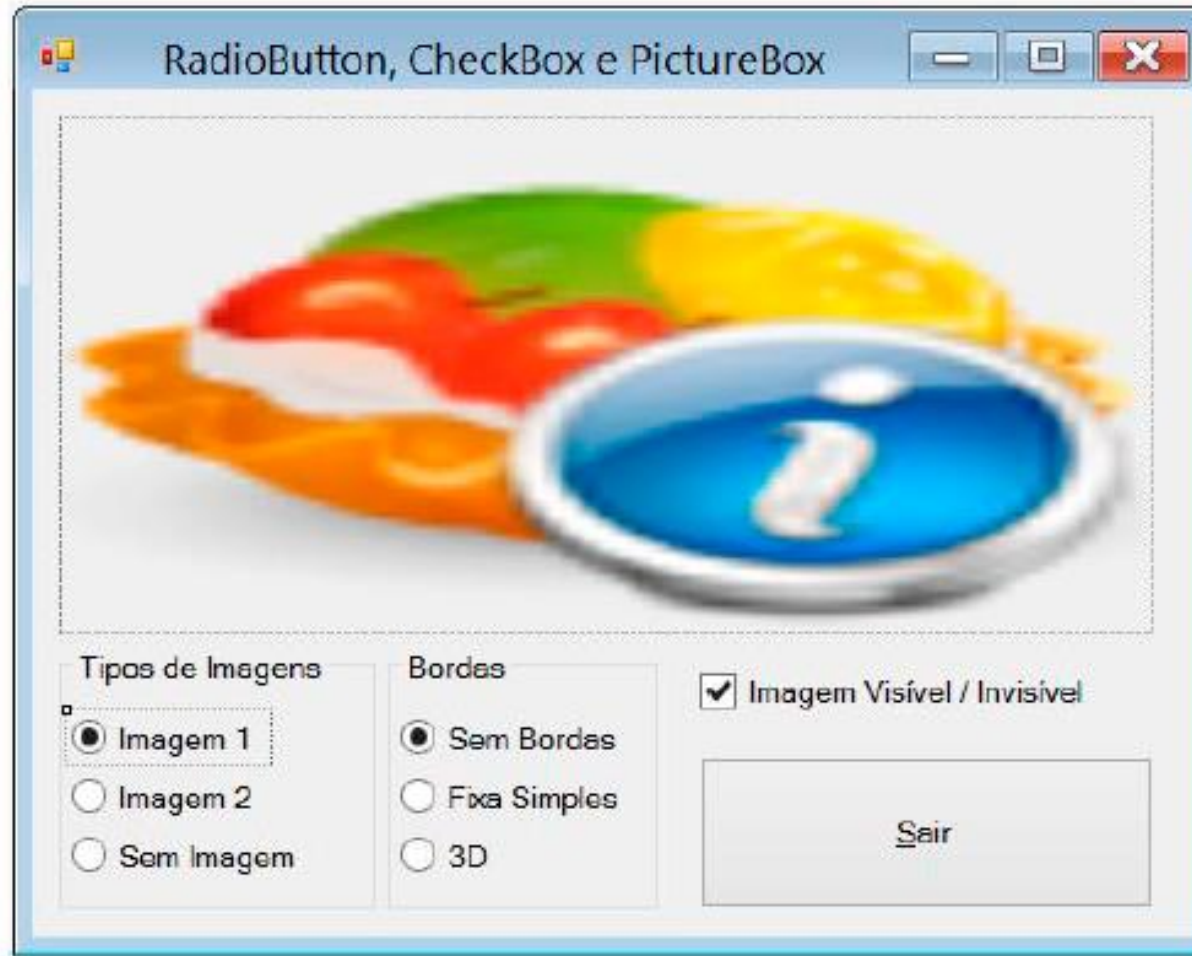 RadioButton, CheckBox e PictureBox
Tipos de Imagens
Imagem 1
Imagem 2
Sem Imagem
Bordas
Sem Bordas
Fixa Simples
3D
Imagem Visível / Invisível
Sair